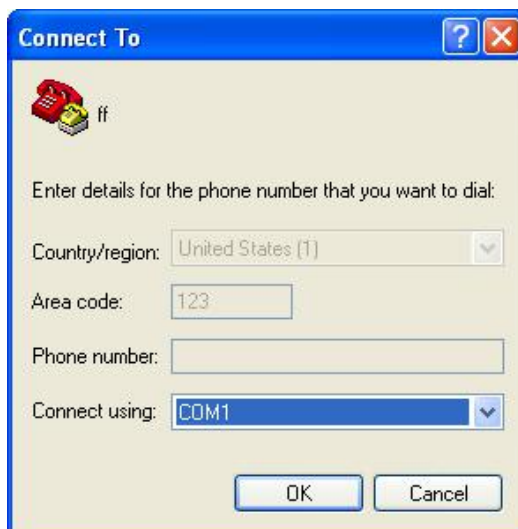 Connect To
ff
Enter details for the phone number that you want to dial:
Country/region: United States (1)
Area code: 123
Phone number:
Connect using: COM1
OK Cancel